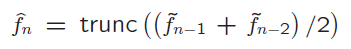 f̂ₙ = trunc((f̃ₙ₋₁ + f̃ₙ₋₂) /2)